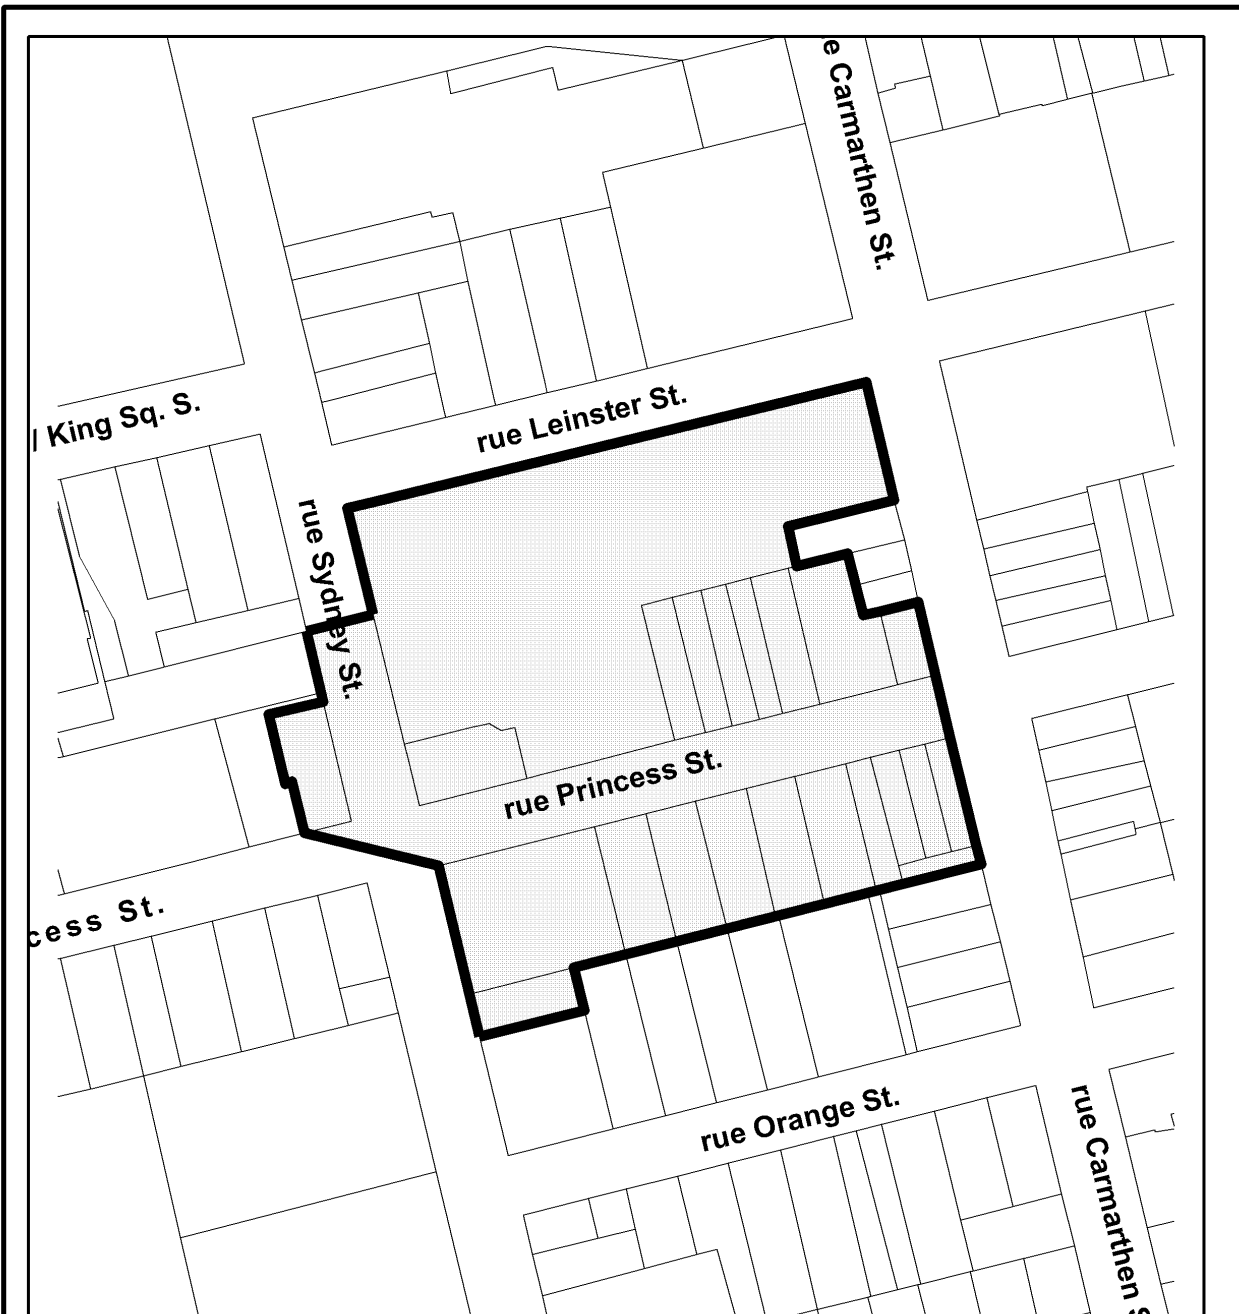 e Carmarthen St.
/ King Sq. S.
rue Leinster St.
rue Sydney St.
rue Princess St.
cess St.
rue Orange St.
rue Carmarthen S